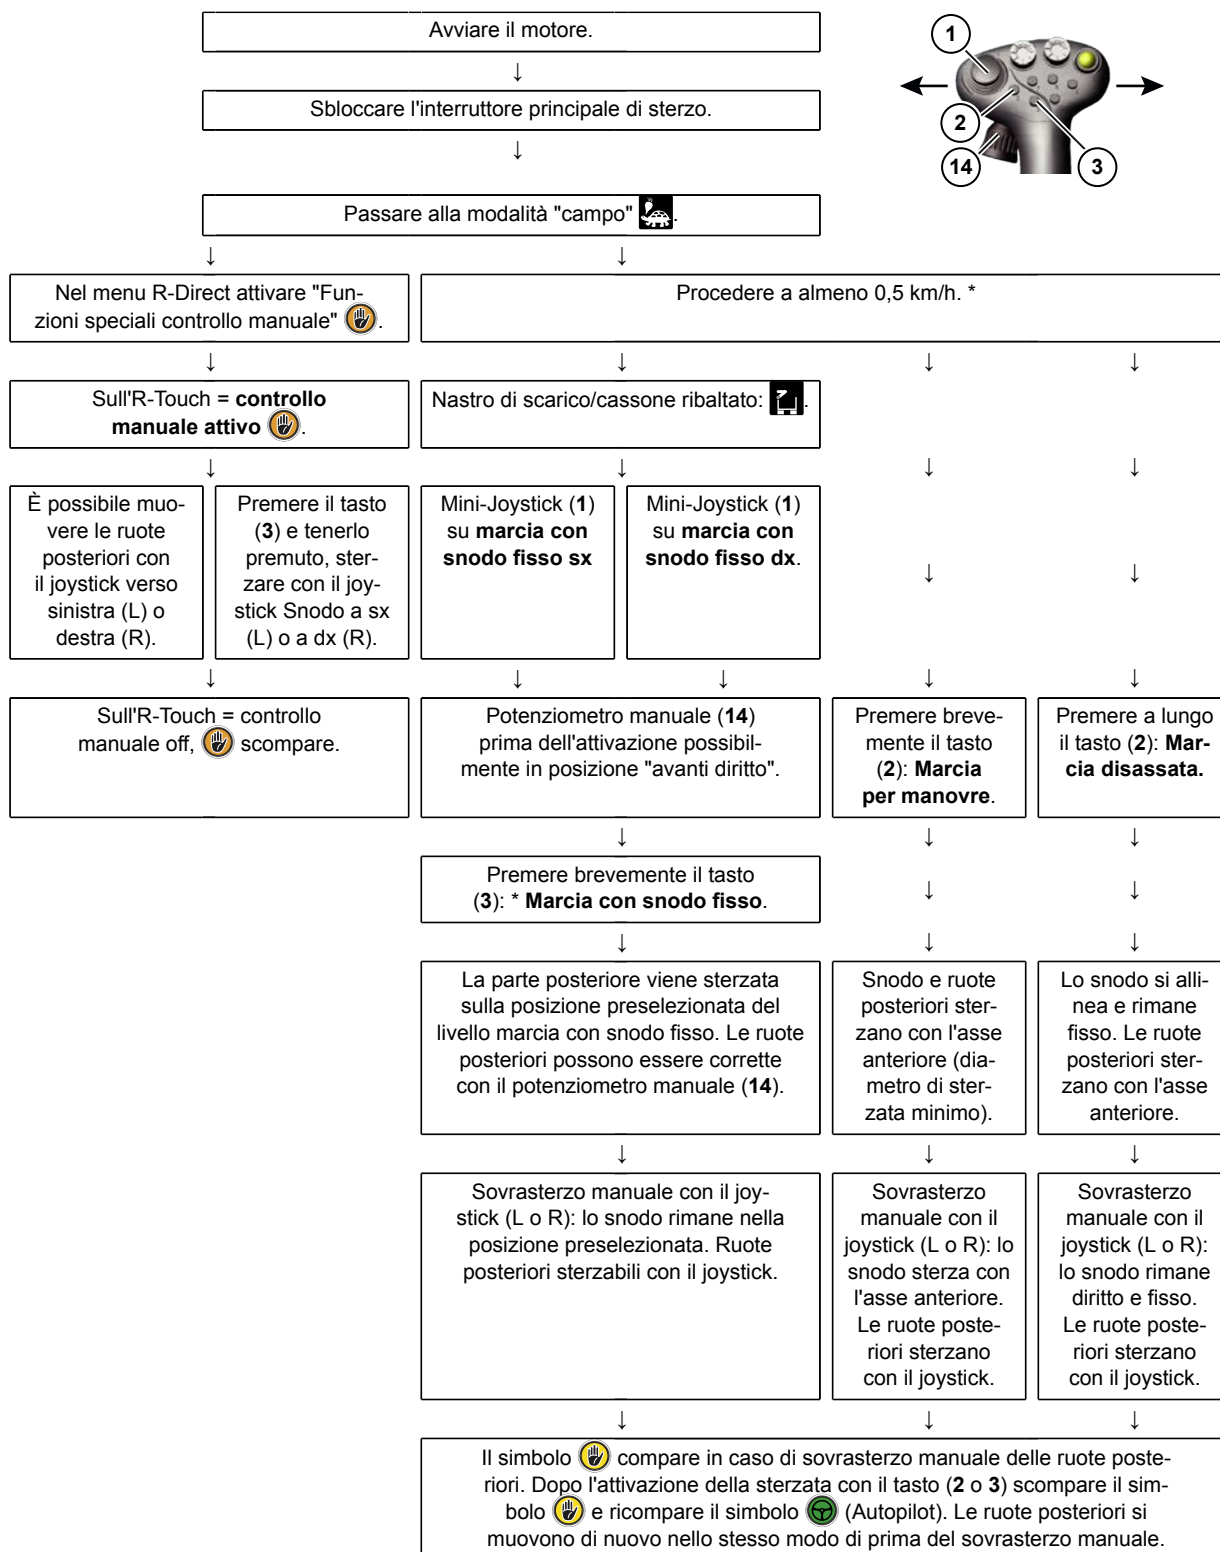 Avviare il motore.
1
2
14
3
↓
Sbloccare l'interruttore principale di sterzo.
↓
Passare alla modalità "campo" .
↓ ↓
Nel menu R-Direct attivare "Fun-
zioni speciali controllo manuale" .
Procedere a almeno 0,5 km/h. *
↓ ↓ ↓ ↓
Sull'R-Touch = controllo
manuale attivo .
Nastro di scarico/cassone ribaltato: .
↓ ↓ ↓ ↓
È possibile muo-
vere le ruote
posteriori con
il joystick verso
sinistra (L) o
destra (R).
Premere il tasto
(3) e tenerlo
premuto, ster-
zare con il joy-
stick Snodo a sx
(L) o a dx (R).
Mini-Joystick (1)
su marcia con
snodo fisso sx
Mini-Joystick (1)
su marcia con
snodo fisso dx.
↓ ↓
↓ ↓ ↓ ↓ ↓
Sull'R-Touch = controllo
manuale off, scompare.
Potenziometro manuale (14)
prima dell'attivazione possibil-
mente in posizione "avanti diritto".
Premere breve-
mente il tasto
(2): Marcia
per manovre.
Premere a lungo
il tasto (2): Mar-
cia disassata.
↓ ↓ ↓
Premere brevemente il tasto
(3): * Marcia con snodo fisso.
↓ ↓
↓ ↓ ↓
La parte posteriore viene sterzata
sulla posizione preselezionata del
livello marcia con snodo fisso. Le ruote
posteriori possono essere corrette
con il potenziometro manuale (14).
Snodo e ruote
posteriori ster-
zano con l'asse
anteriore (dia-
metro di ster-
zata minimo).
Lo snodo si alli-
nea e rimane
fisso. Le ruote
posteriori ster-
zano con l'asse
anteriore.
↓ ↓ ↓
Sovrasterzo manuale con il joy-
stick (L o R): lo snodo rimane nella
posizione preselezionata. Ruote
posteriori sterzabili con il joystick.
Sovrasterzo
manuale con il
joystick (L o R): lo
snodo sterza con
l'asse anteriore.
Le ruote poste-
riori sterzano
con il joystick.
Sovrasterzo
manuale con il
joystick (L o R):
lo snodo rimane
diritto e fisso.
Le ruote poste-
riori sterzano
con il joystick.
↓ ↓ ↓
Il simbolo compare in caso di sovrasterzo manuale delle ruote poste-
riori. Dopo l'attivazione della sterzata con il tasto (2 o 3) scompare il sim-
bolo e ricompare il simbolo (Autopilot). Le ruote posteriori si
muovono di nuovo nello stesso modo di prima del sovrasterzo manuale.